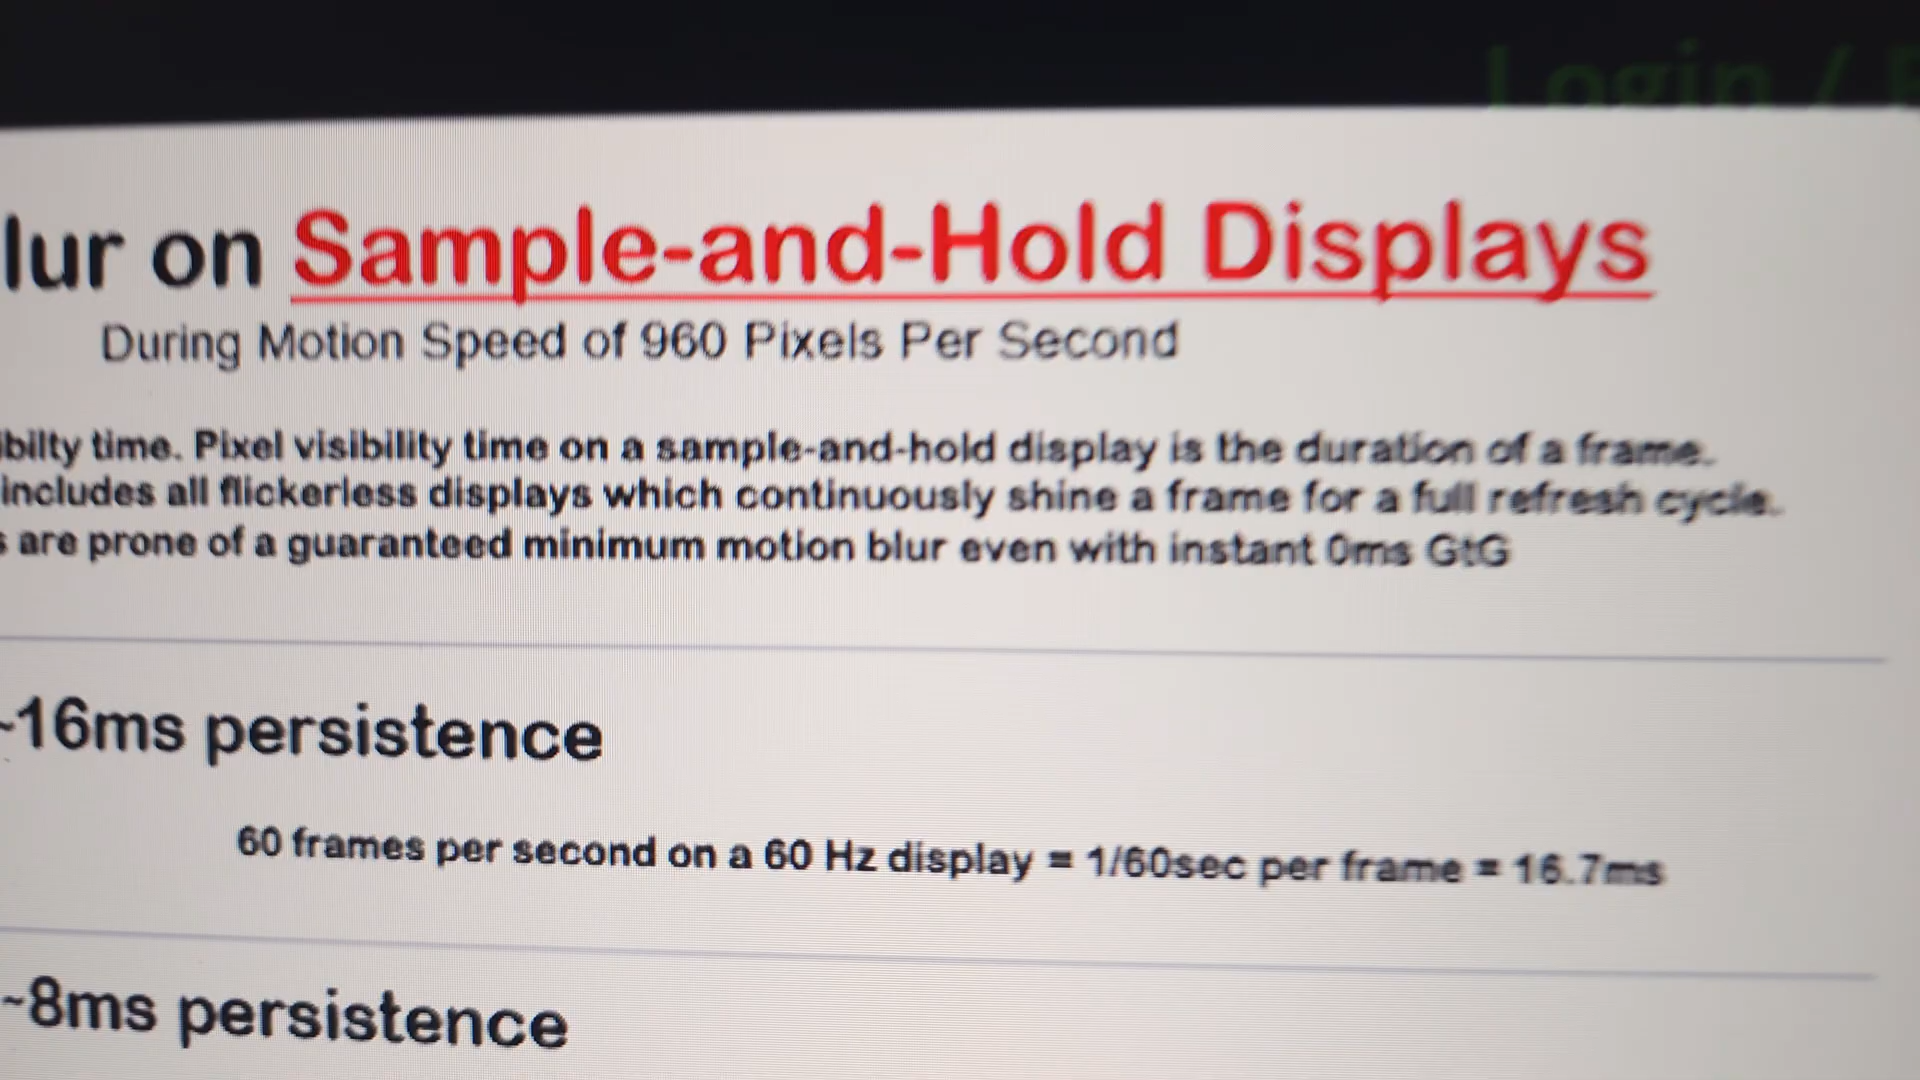 Login /
lur on Sample-and-Hold Displays
During Motion Speed of 960 Pixels Per Second
ibilty time. Pixel visibility time on a sample-and-hold display is the duration of a frame.
includes all flickerless displays which continuously shine a frame for a full refresh cycle.
s are prone of a guaranteed minimum motion blur even with instant 0ms GtG
~16ms persistence
60 frames per second on a 60 Hz display = 1/60sec per frame = 16.7ms
~8ms persistence